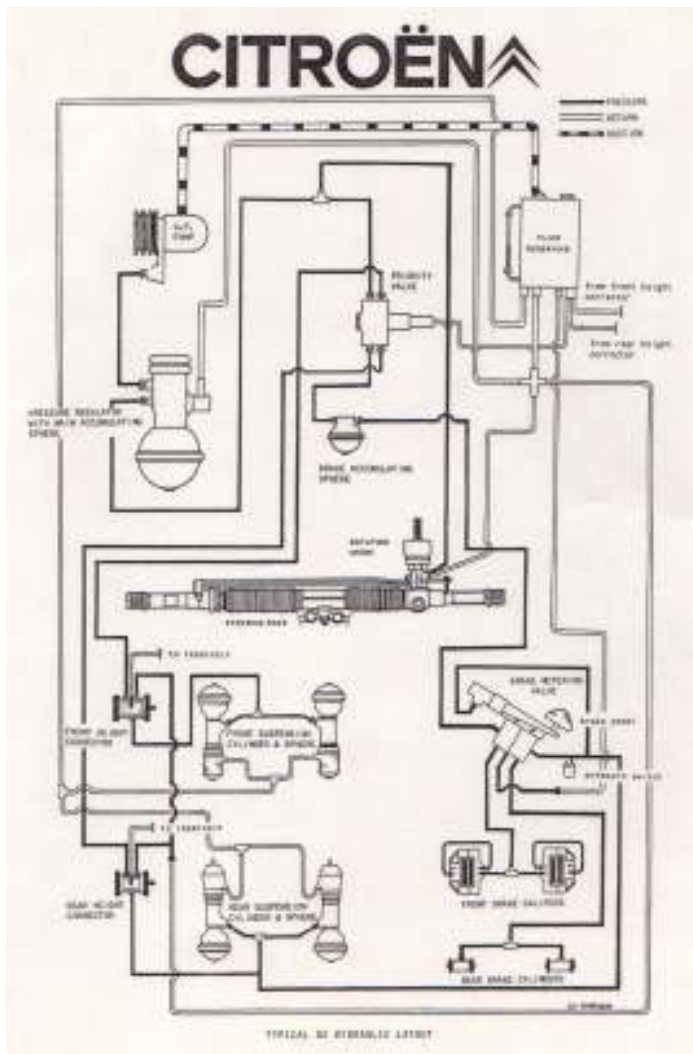 CITROËN
PRESSURE
RETURN
SUCTION
H.P.
PUMP
FLUID
RESERVOIR
From front height
corrector
From rear height
corrector
PRIORITY
VALVE
PRESSURE REGULATOR
WITH MAIN ACCUMULATING
SPHERE
BRAKE ACCUMULATING
SPHERE
ROTATING
UNION
STEERING RACK
to reservoir
BRAKE METERING
VALVE
brake pedal
FRONT HEIGHT
CORRECTOR
FRONT SUSPENSION
CYLINDER & SPHERE
Pressure switch
to reservoir
REAR HEIGHT
CORRECTOR
REAR SUSPENSION
CYLINDER & SPHERE
FRONT BRAKE CALIPERS
REAR BRAKE CYLINDERS
TYPICAL HYDRAULIC LAYOUT